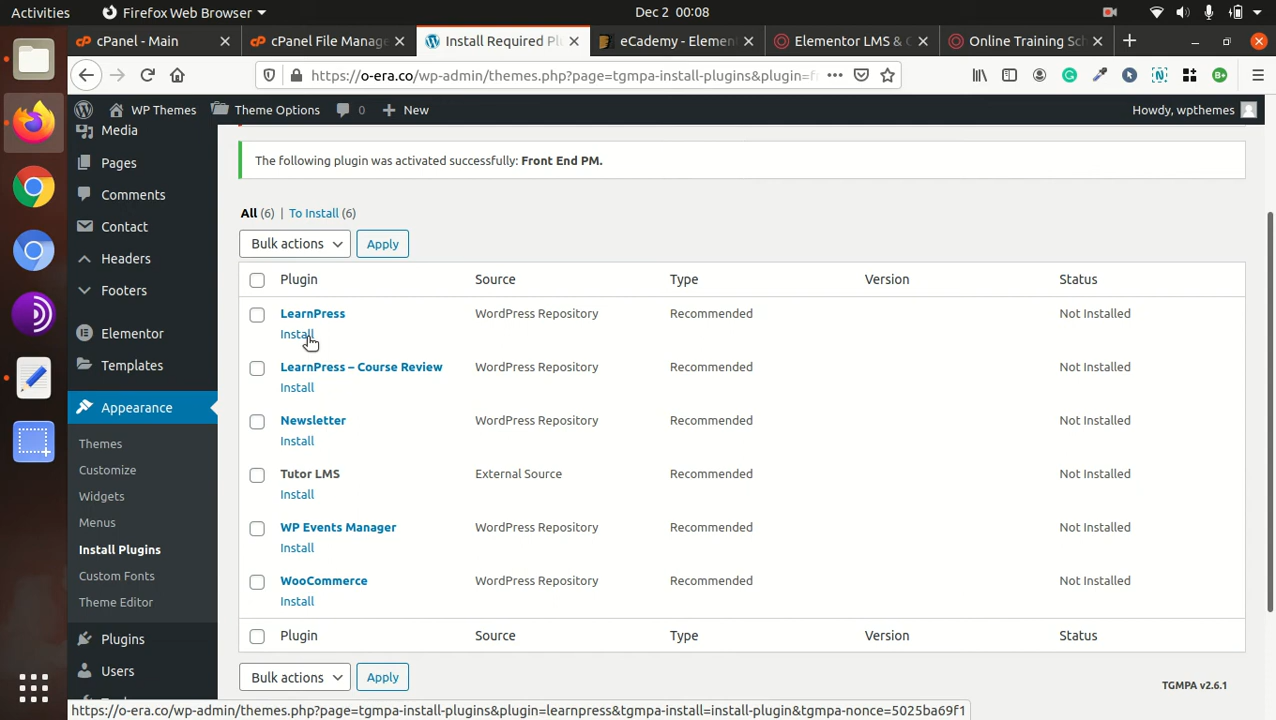 Activities
Firefox Web Browser
Dec 2 00:08
cPanel - Main
cPanel File Manage
Install Required Pl
eCademy - Element
Elementor LMS & C
Online Training Sch
https://o-era.co/wp-admin/themes.php?page=tgmpa-install-plugins&plugin=fr
WP Themes
Theme Options
0
New
Howdy, wpthemes
Media
Pages
Comments
Contact
Headers
Footers
Elementor
Templates
Appearance
Themes
Customize
Widgets
Menus
Install Plugins
Custom Fonts
Theme Editor
Plugins
Users
The following plugin was activated successfully: Front End PM.
All (6) | To Install (6)
Bulk actions
Apply
Plugin Source Type Version Status
LearnPress WordPress Repository Recommended Not Installed
Install
LearnPress – Course Review WordPress Repository Recommended Not Installed
Install
Newsletter WordPress Repository Recommended Not Installed
Install
Tutor LMS External Source Recommended Not Installed
Install
WP Events Manager WordPress Repository Recommended Not Installed
Install
WooCommerce WordPress Repository Recommended Not Installed
Install
Plugin Source Type Version Status
Bulk actions
Apply
TGMPA v2.6.1
https://o-era.co/wp-admin/themes.php?page=tgmpa-install-plugins&plugin=learnpress&tgmpa-install=install-plugin&tgmpa-nonce=5025ba69f1